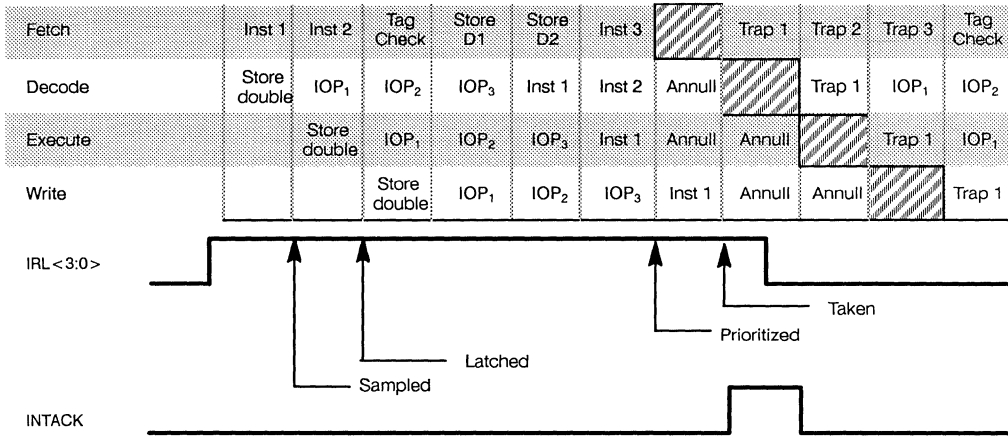 Fetch Inst 1 Inst 2 Tag Check Store D1 Store D2 Inst 3 Trap 1 Trap 2 Trap 3 Tag Check
Decode Store double IOP₁ IOP₂ IOP₃ Inst 1 Inst 2 Annull Trap 1 IOP₁ IOP₂
Execute Store double IOP₁ IOP₂ IOP₃ Inst 1 Annull Annull Trap 1 IOP₁
Write Store double IOP₁ IOP₂ IOP₃ Inst 1 Annull Annull Trap 1
IRL<3:0>
Taken
Prioritized
Latched
Sampled
INTACK